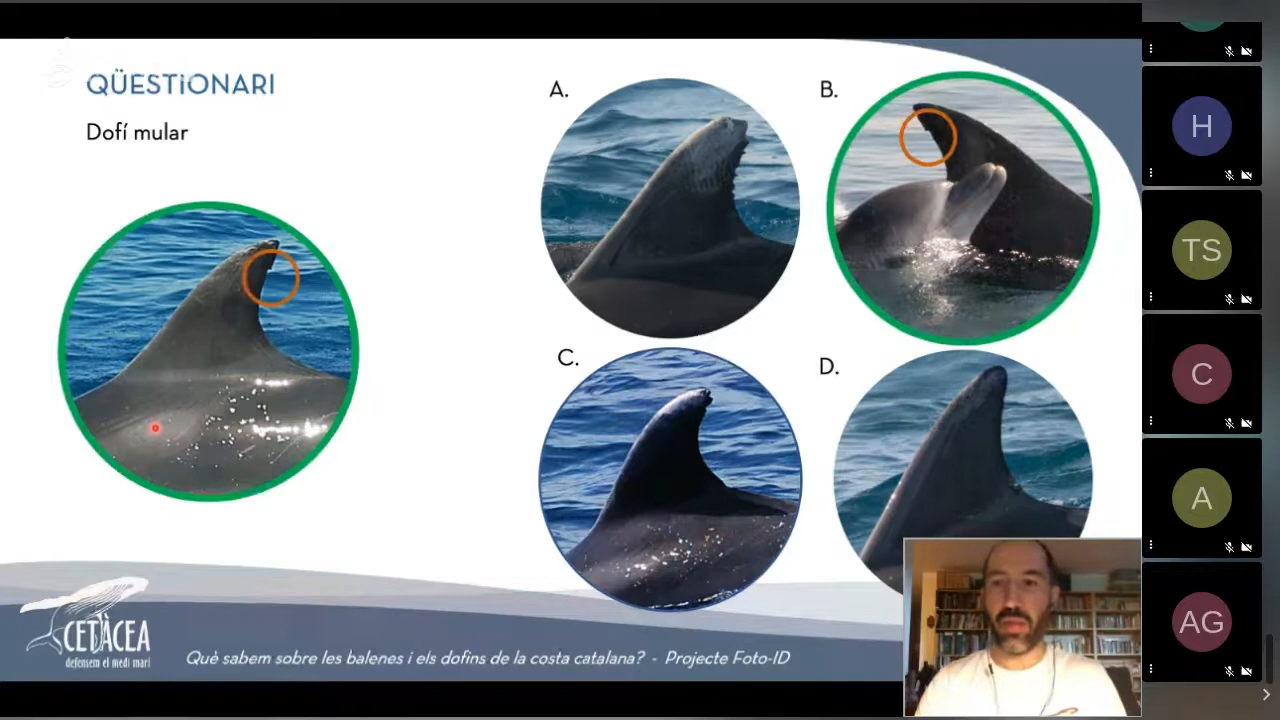 QÜESTIONARI
Dofí mular
A.
B.
C.
D.
CETÀCEA
defensem el medi marí
Què sabem sobre les balenes i els dofins de la costa catalana? - Projecte Foto-ID
H
TS
C
A
AG